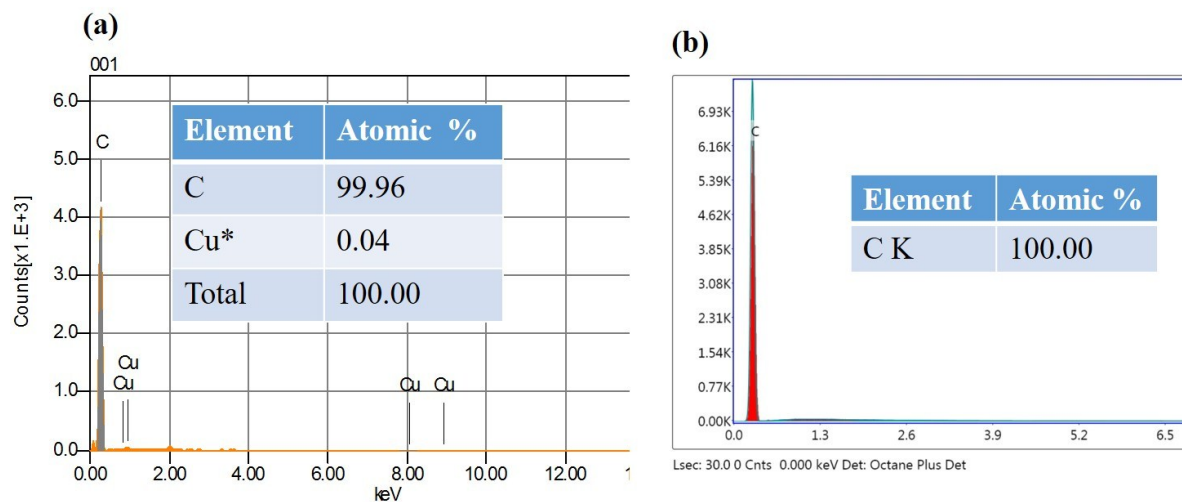 (a)
001
Counts[x1.E+3]
6.0
5.0
4.0
3.0
2.0
1.0
0.0
C
Cu
Cu
Cu
Cu
Element Atomic %
C 99.96
Cu* 0.04
Total 100.00
0.00 2.00 4.00 6.00 8.00 10.00 12.00
keV
(b)
6.93K
6.16K
5.39K
4.62K
3.85K
3.08K
2.31K
1.54K
0.77K
0.00K
C
Element Atomic %
C K 100.00
0.0 1.3 2.6 3.9 5.2 6.5
Lsec: 30.0 0 Cnts 0.000 keV Det: Octane Plus Det